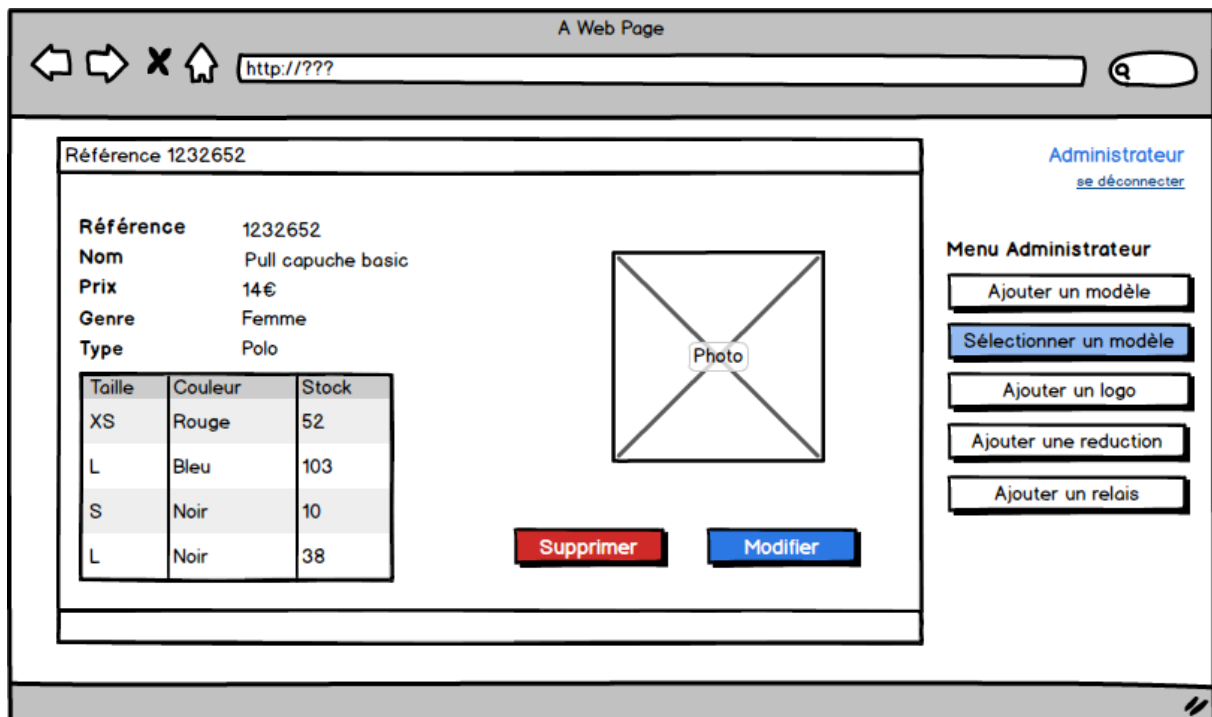 A Web Page
http://???
Référence 1232652
Administrateur
se déconnecter
Référence 1232652
Nom Pull capuche basic
Prix 14€
Genre Femme
Type Polo
Taille Couleur Stock
XS Rouge 52
L Bleu 103
S Noir 10
L Noir 38
Photo
Supprimer Modifier
Menu Administrateur
Ajouter un modèle
Sélectionner un modèle
Ajouter un logo
Ajouter une reduction
Ajouter un relais